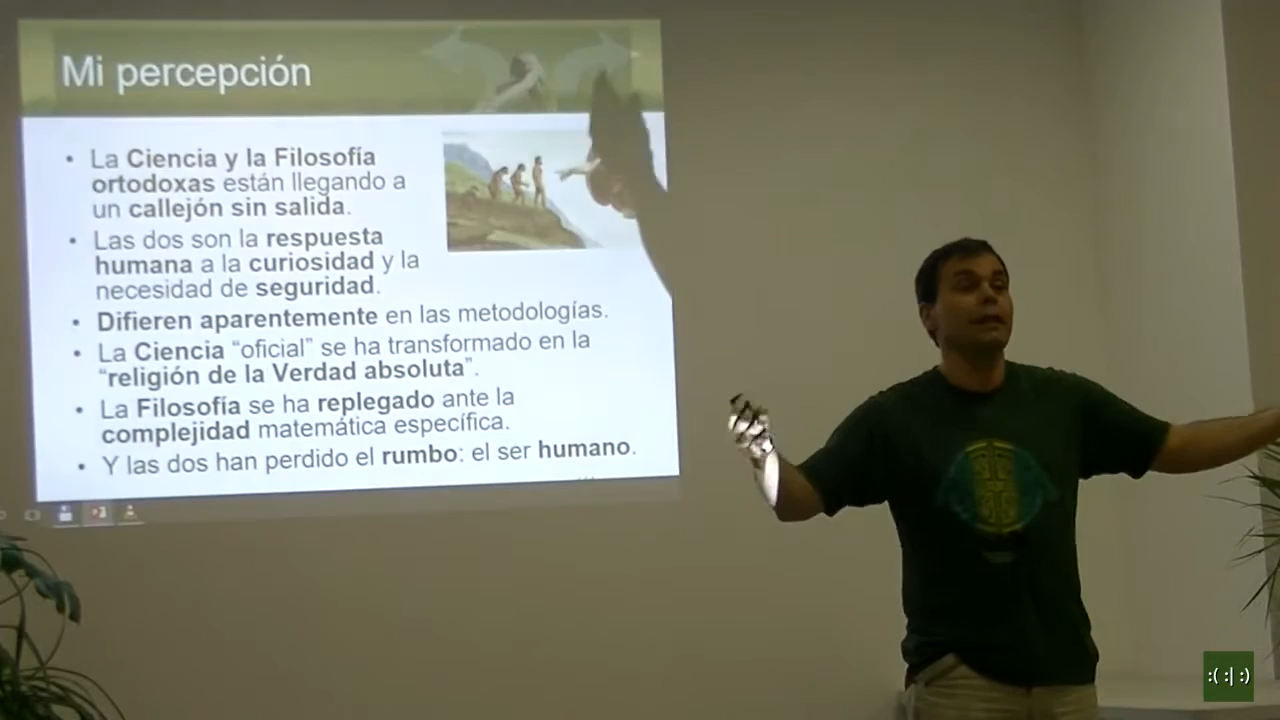 Mi percepción
• La Ciencia y la Filosofía
ortodoxas están llegando a
un callejón sin salida.
• Las dos son la respuesta
humana a la curiosidad y la
necesidad de seguridad.
• Difieren aparentemente en las metodologías.
• La Ciencia “oficial” se ha transformado en la
“religión de la Verdad absoluta”.
• La Filosofía se ha replegado ante la
complejidad matemática específica.
• Y las dos han perdido el rumbo: el ser humano.
:( :| :)